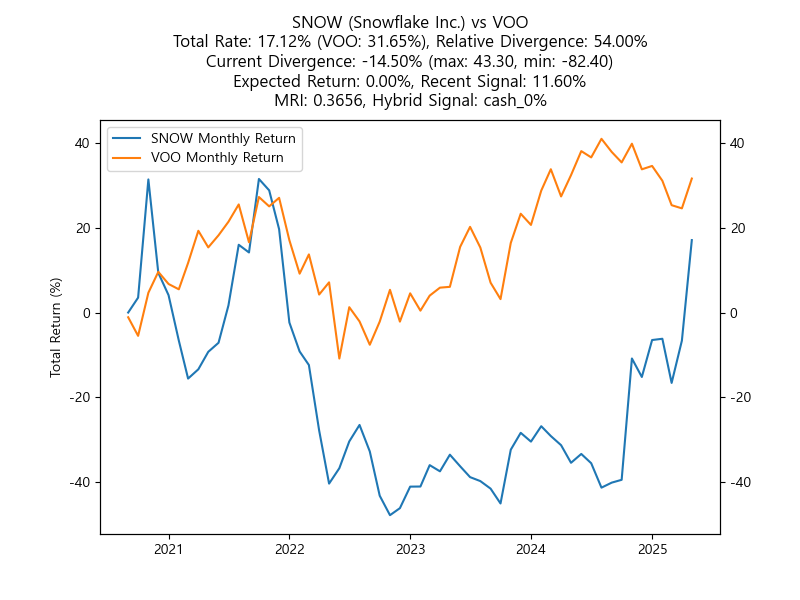 SNOW (Snowflake Inc.) vs VOO
Total Rate: 17.12% (VOO: 31.65%), Relative Divergence: 54.00%
Current Divergence: -14.50% (max: 43.30, min: -82.40)
Expected Return: 0.00%, Recent Signal: 11.60%
MRI: 0.3656, Hybrid Signal: cash_0%
SNOW Monthly Return
VOO Monthly Return
Total Return (%)
40
20
0
-20
-40
40
20
0
-20
-40
2021
2022
2023
2024
2025